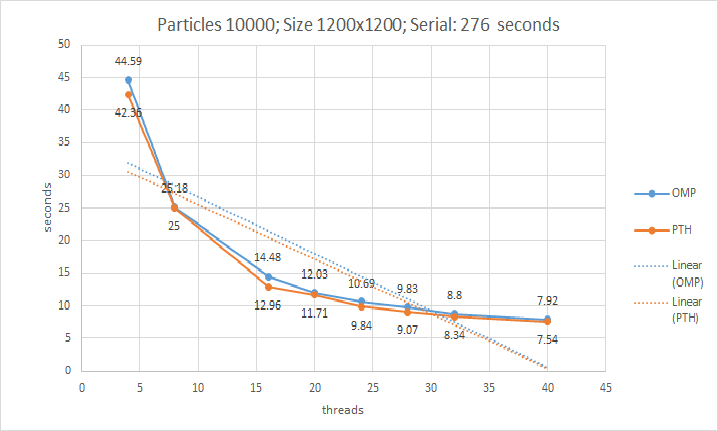 Particles 10000; Size 1200x1200; Serial: 276 seconds
50
45
40
35
30
25
20
15
10
5
0
seconds
44.59
42.36
25.18
25
14.48
12.96
12.03
11.71
10.69
9.84
9.83
9.07
8.8
8.34
7.92
7.54
0 5 10 15 20 25 30 35 40 45
threads
OMP
PTH
Linear
(OMP)
Linear
(PTH)